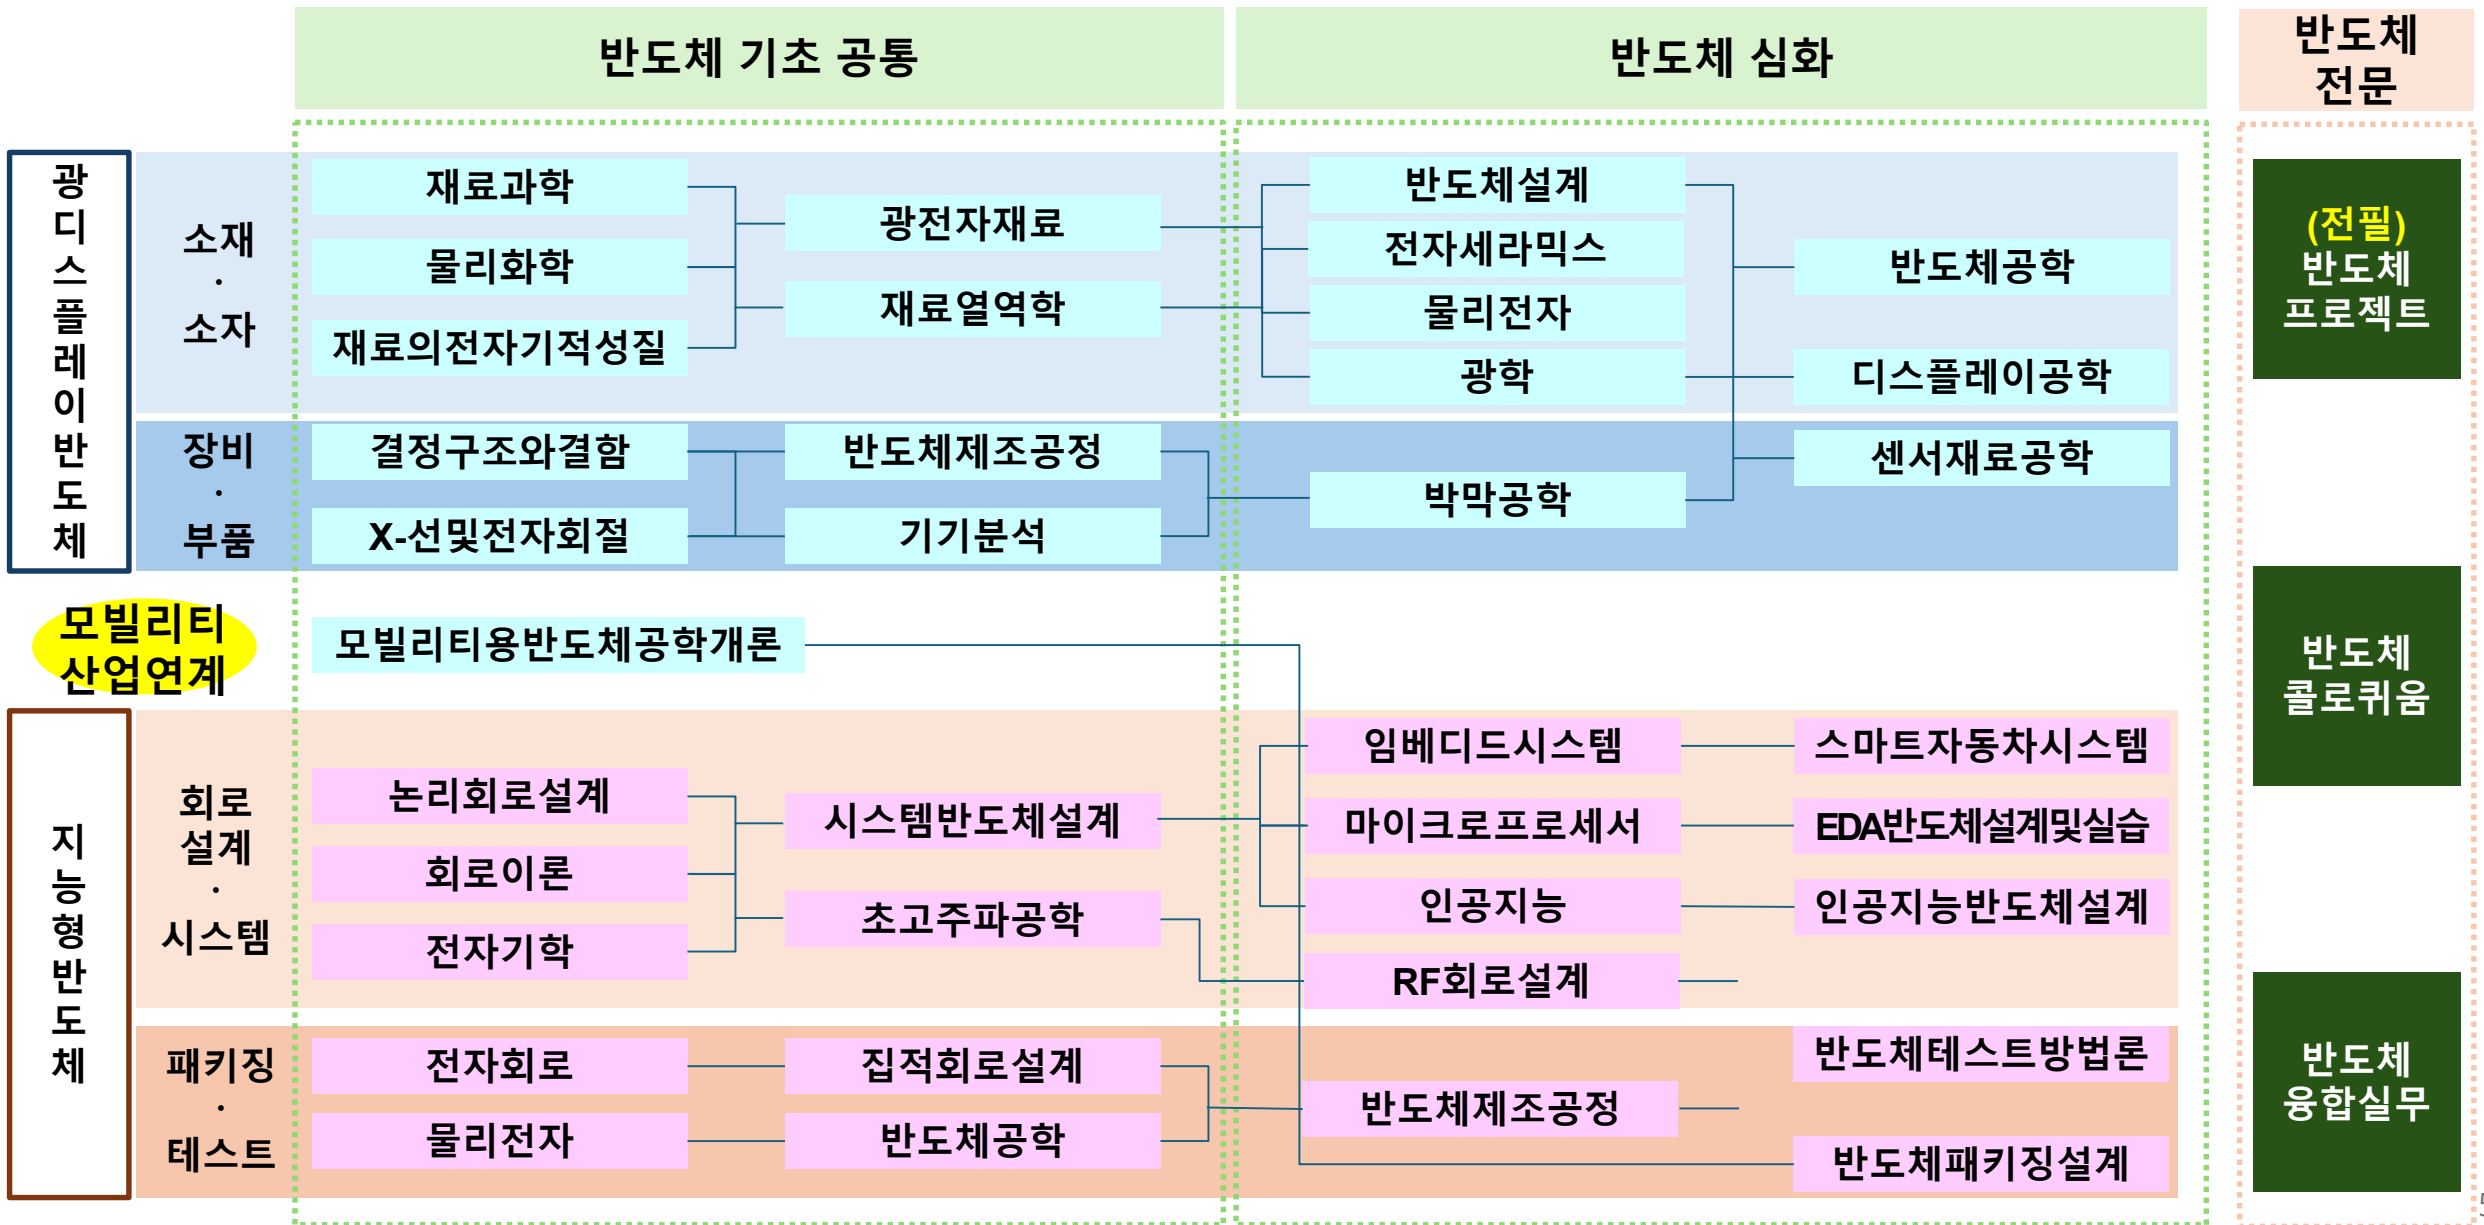 반도체 기초 공통
반도체 심화
반도체
전문
광
디
스
플
레
이
반
도
체
소재
·
소자
재료과학
물리화학
재료의전자기적성질
광전자재료
재료열역학
반도체설계
전자세라믹스
물리전자
광학
반도체공학
디스플레이공학
장비
·
부품
결정구조와결함
X-선및전자회절
반도체제조공정
기기분석
박막공학
센서재료공학
모빌리티
산업연계
모빌리티용반도체공학개론
지
능
형
반
도
체
회로
설계
·
시스템
논리회로설계
회로이론
전자기학
시스템반도체설계
초고주파공학
임베디드시스템
마이크로프로세서
인공지능
RF회로설계
스마트자동차시스템
EDA반도체설계및실습
인공지능반도체설계
패키징
·
테스트
전자회로
물리전자
집적회로설계
반도체공학
반도체제조공정
반도체테스트방법론
반도체패키징설계
(전필)
반도체
프로젝트
반도체
콜로퀴움
반도체
융합실무